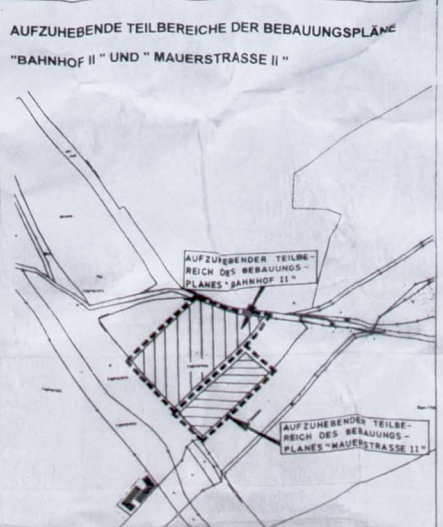 AUFZUHEBENDE TEILBEREICHE DER BEBAUUNGSPLÄNE
"BAHNHOF II" UND "MAUERSTRASSE II"
AUFZUHEBENDER TEILBE-
REICH DES BEBAUUNGS-
PLANES "BAHNHOF II"
AUFZUHEBENDER TEILBE-
REICH DES BEBAUUNGS-
PLANES "MAUERSTRASSE II"